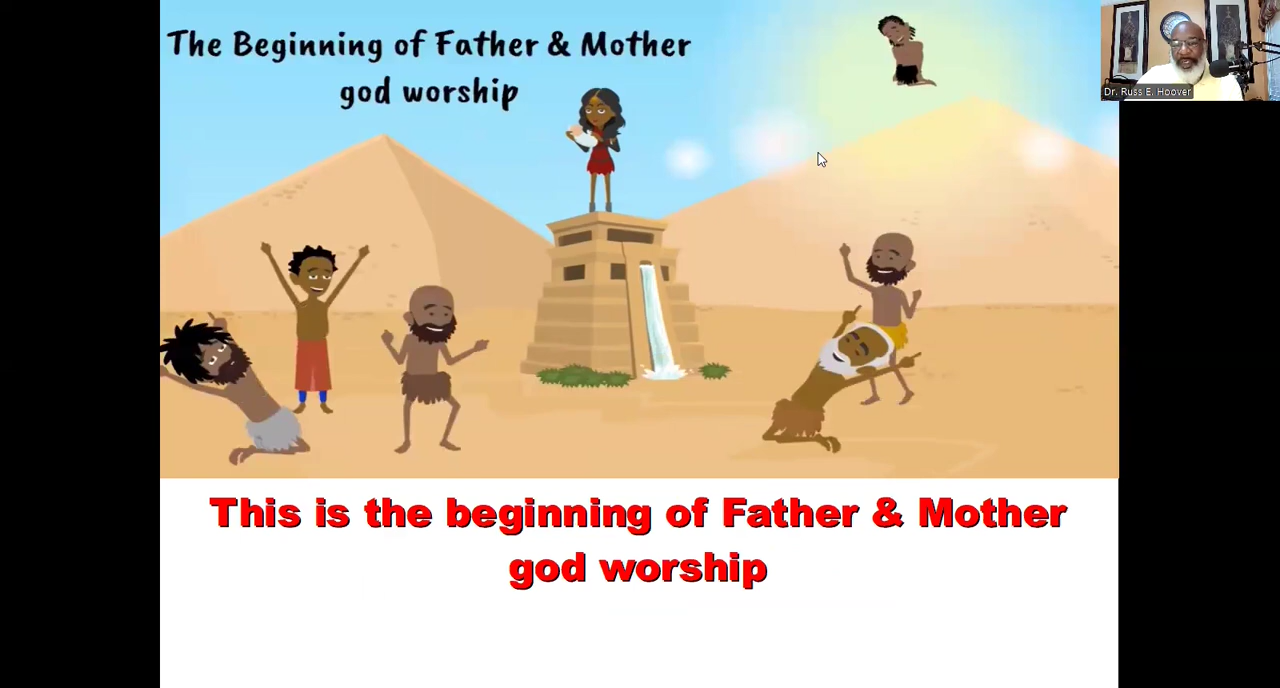 The Beginning of Father & Mother
god worship
Dr. Russ E. Hoover
This is the beginning of Father & Mother
god worship